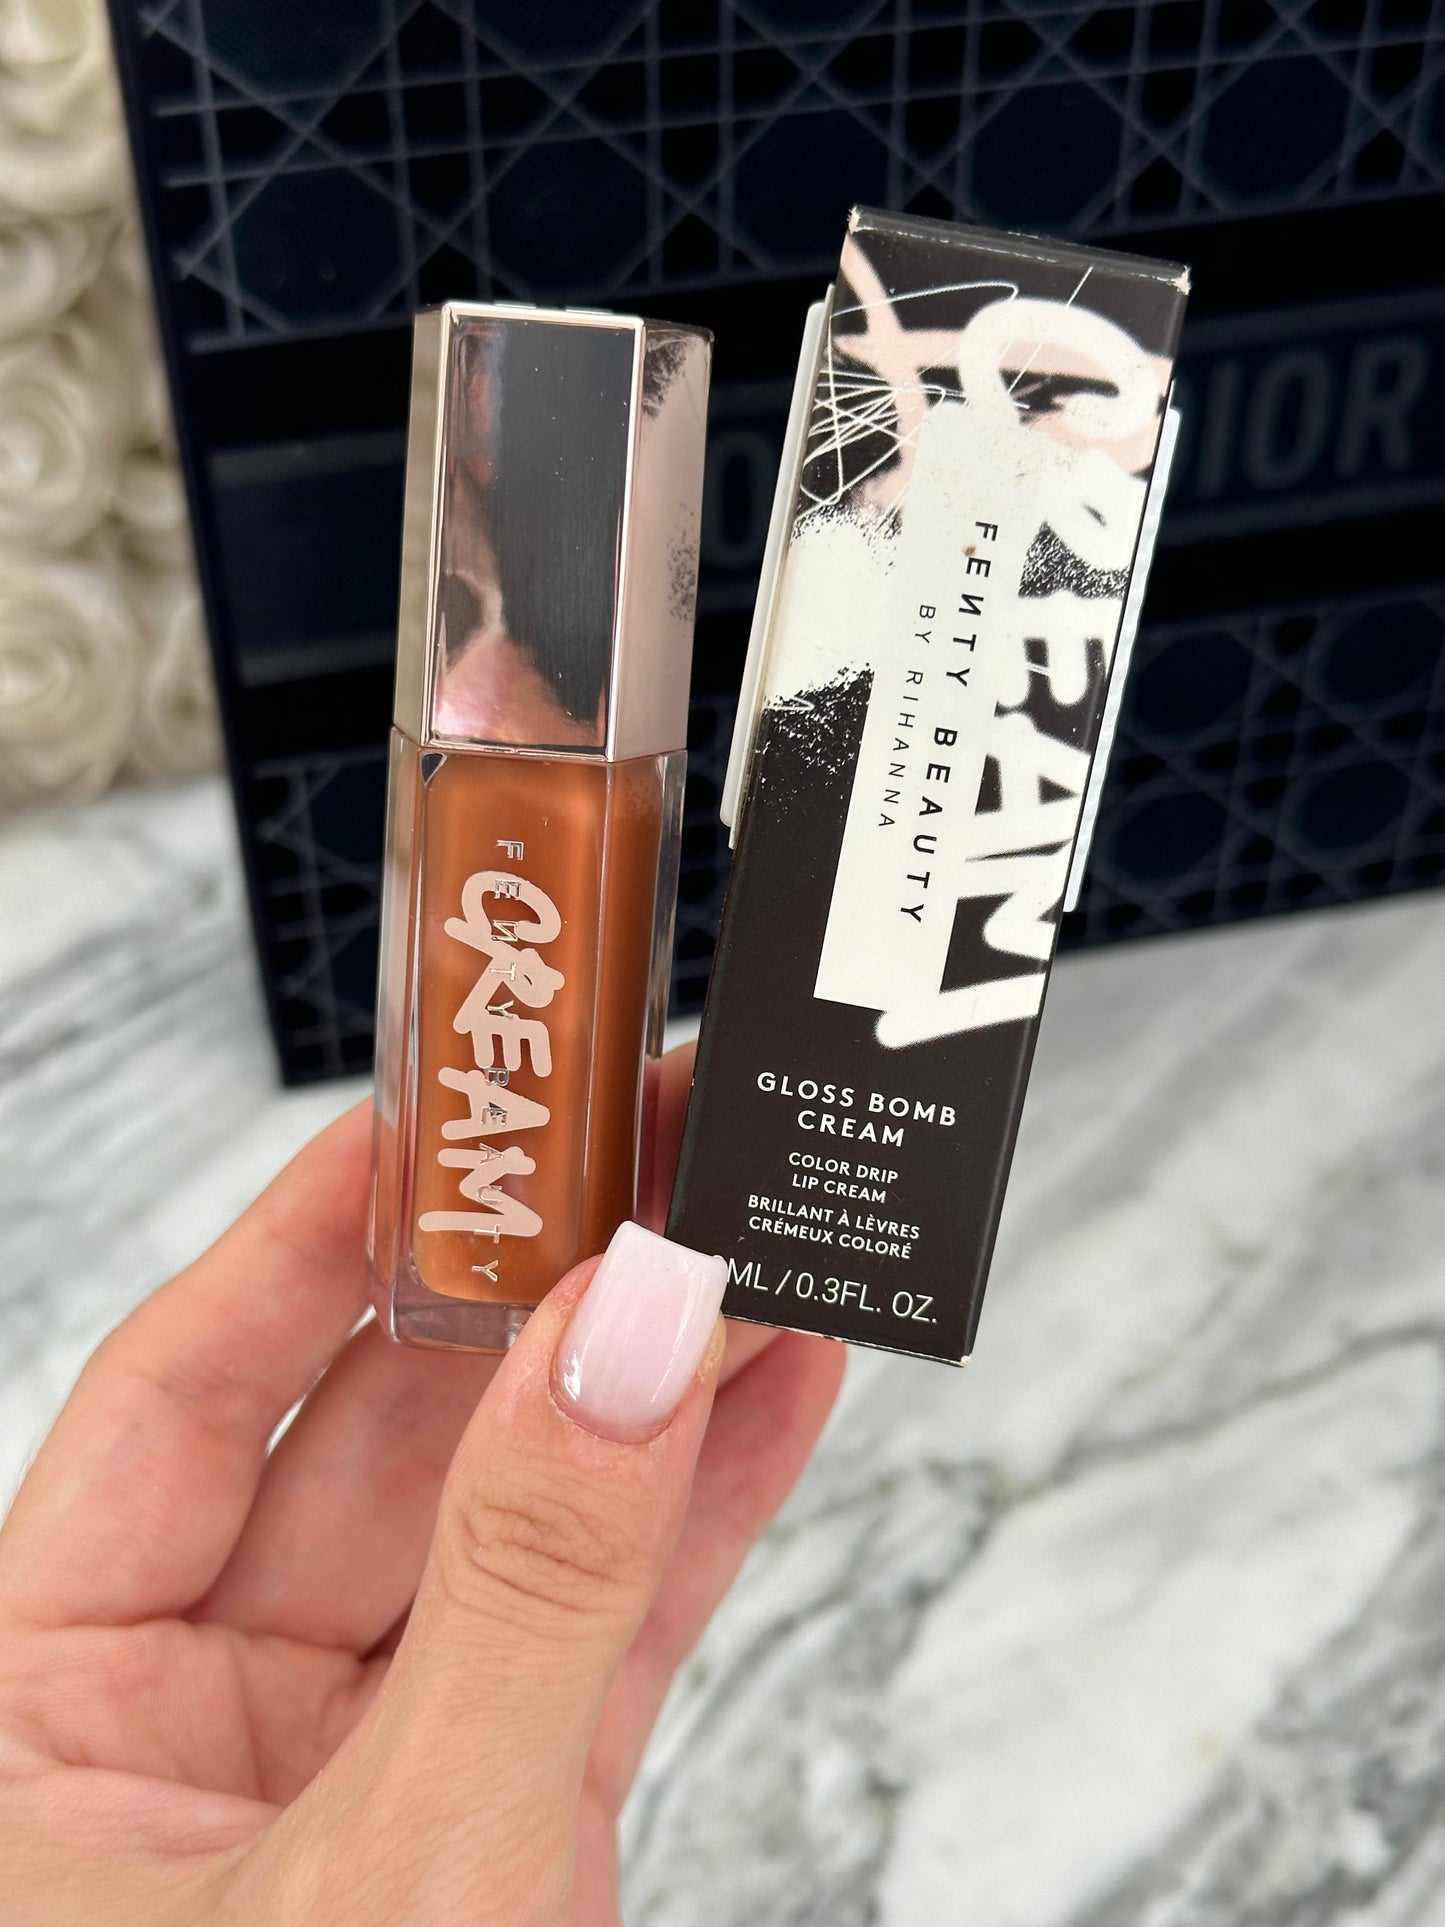 FENTY BEAUTY
CREAM
CREAM
FENTY BEAUTY
BY RIHANNA
GLOSS BOMB
CREAM
COLOR DRIP
LIP CREAM
BRILLANT À LÈVRES
CRÉMEUX COLORÉ
ML / 0.3FL. OZ.
DIOR